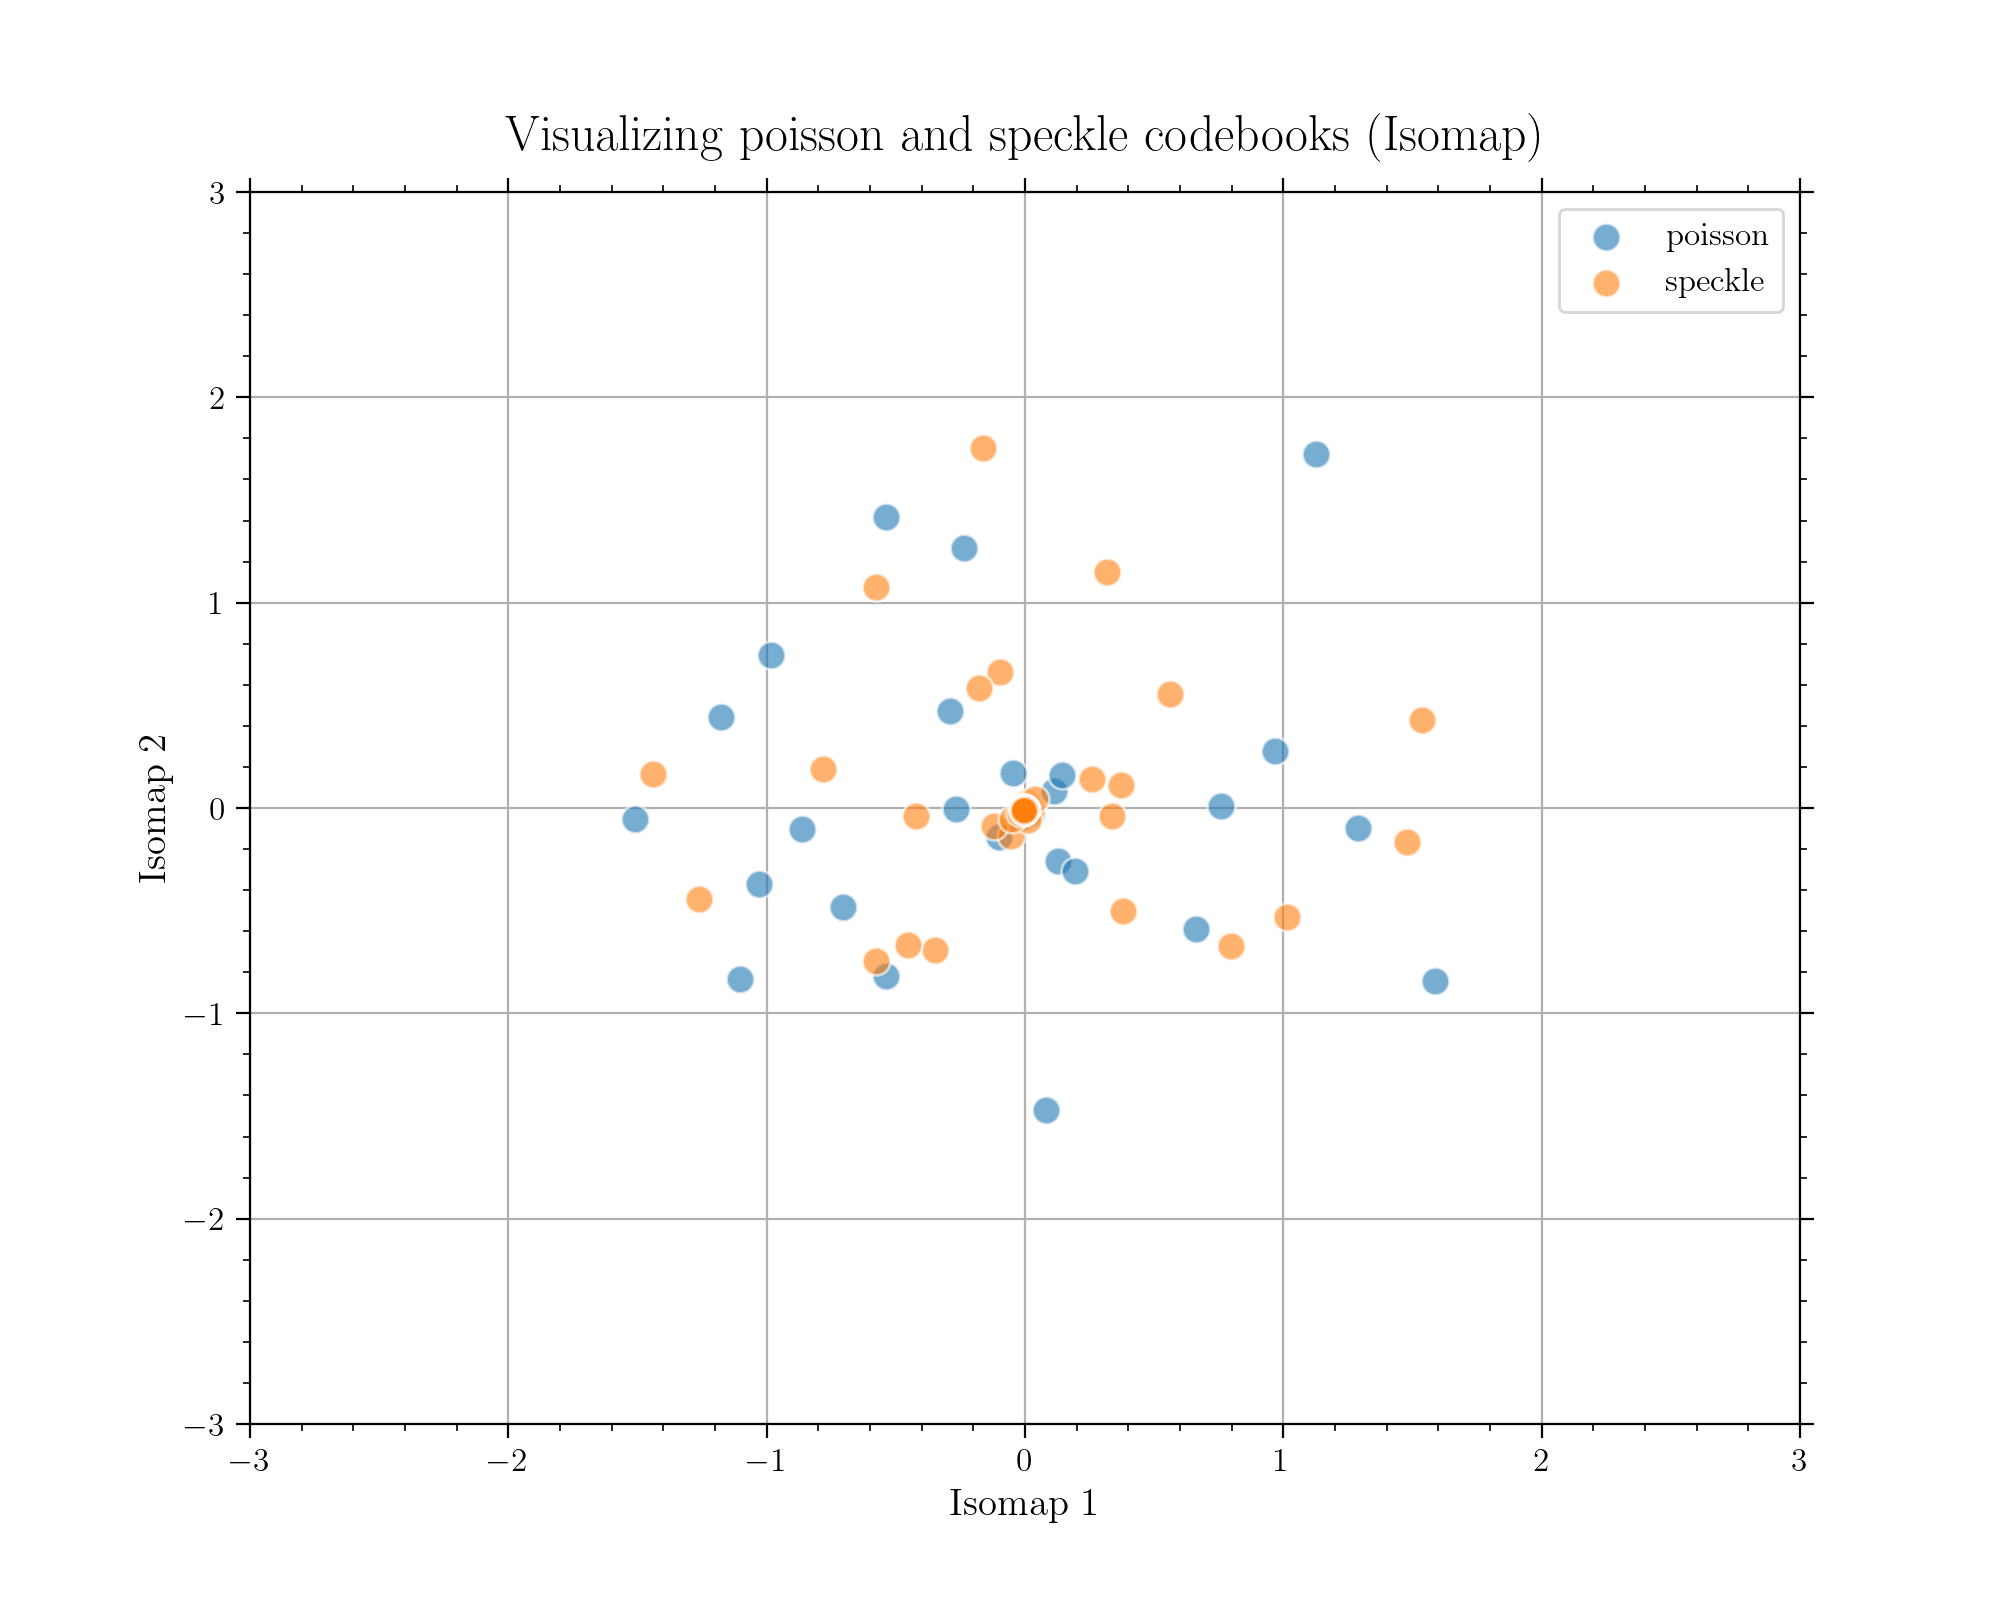 Visualizing poisson and speckle codebooks (Isomap)
poisson
speckle
3
2
1
0
−1
−2
−3
Isomap 2
−3 −2 −1 0 1 2 3
Isomap 1